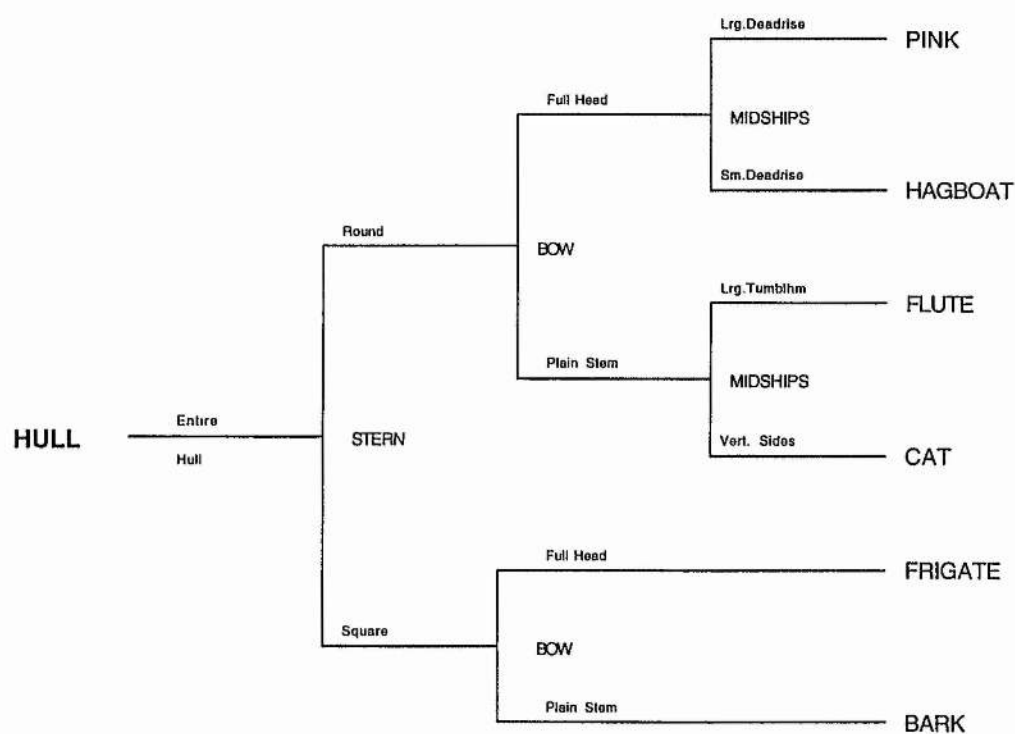 Lrg.Deadrise
PINK
Full Head
MIDSHIPS
Sm.Deadrise
HAGBOAT
Round
BOW
Lrg.Tumblhm
FLUTE
Plain Stem
MIDSHIPS
HULL
Entire
Hull
STERN
Vert. Sides
CAT
Full Head
FRIGATE
Square
BOW
Plain Stem
BARK